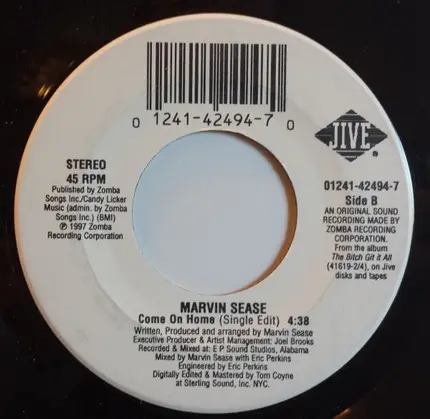 0 1241-42494-7 0
JIVE
®
STEREO
45 RPM
Published by Zomba
Songs Inc./Candy Licker
Music (admin. by Zomba
Songs Inc.) (BMI)
℗ 1997 Zomba
Recording Corporation
01241-42494-7
Side B
AN ORIGINAL SOUND
RECORDING MADE BY
ZOMBA RECORDING
CORPORATION.
From the album
The Bitch Git it All
(41619-2/4), on Jive
disks and tapes
MARVIN SEASE
Come On Home (Single Edit) 4:38
Written, Produced and arranged by Marvin Sease
Executive Producer & Artist Management: Joel Brooks
Recorded & Mixed at: E P Sound Studios, Alabama
Mixed by Marvin Sease with Eric Perkins
Engineered by Eric Perkins
Digitally Edited & Mastered by Tom Coyne
at Sterling Sound, Inc. NYC.